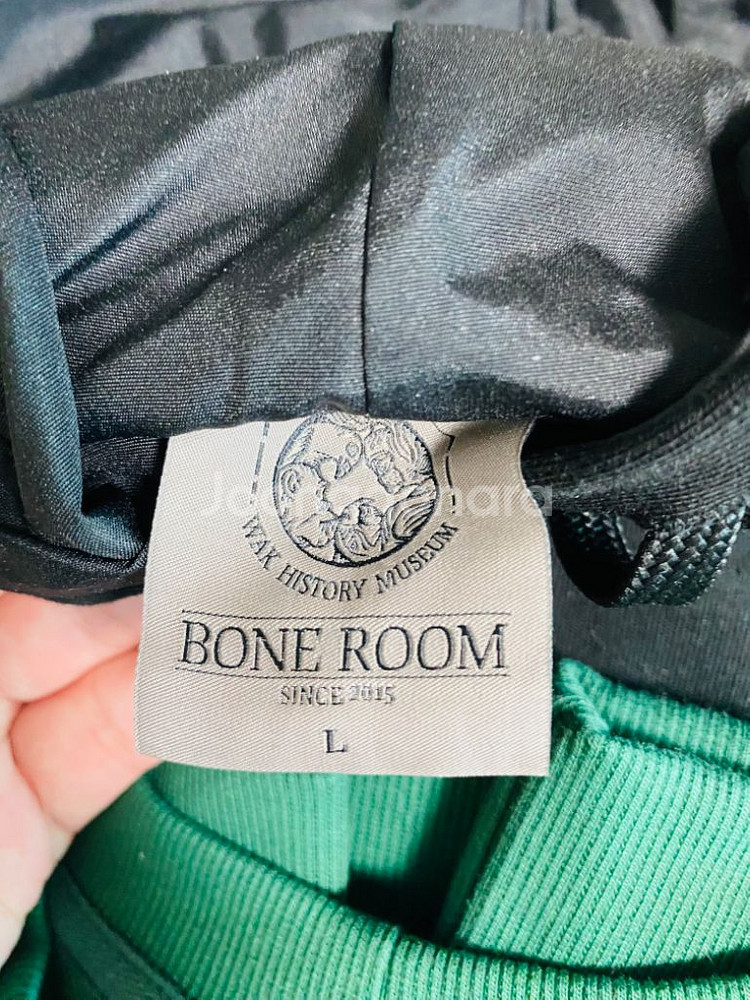 WAK HISTORY MUSEUM
BONE ROOM
SINCE 2015
L